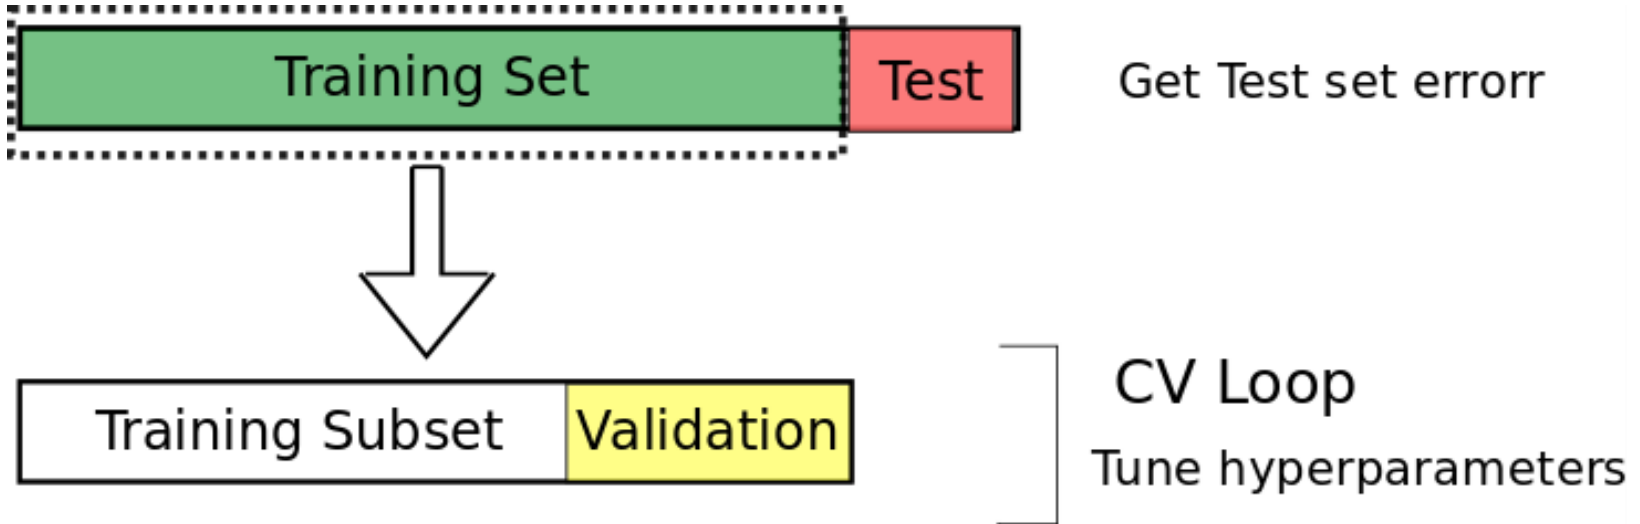 Training Set
Test
Get Test set errorr
Training Subset
Validation
CV Loop
Tune hyperparameters